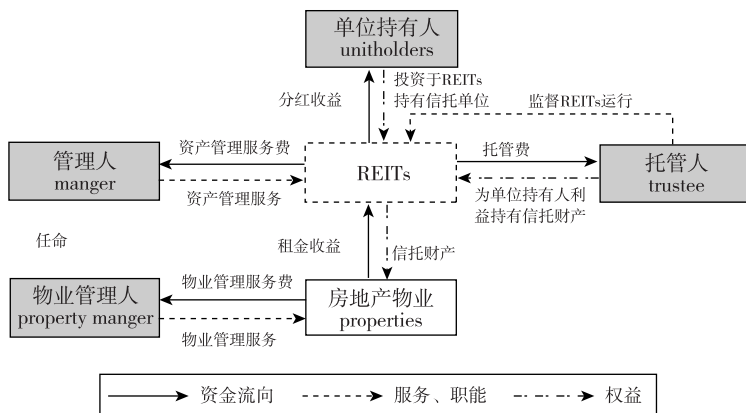 单位持有人
unitholders
分红收益
投资于REITs
持有信托单位
监督REITs运行
管理人
manger
资产管理服务费
资产管理服务
REITs
托管费
为单位持有人利
益持有信托财产
托管人
trustee
任命
租金收益
信托财产
物业管理人
property manger
物业管理服务费
物业管理服务
房地产物业
properties
资金流向
服务、职能
权益